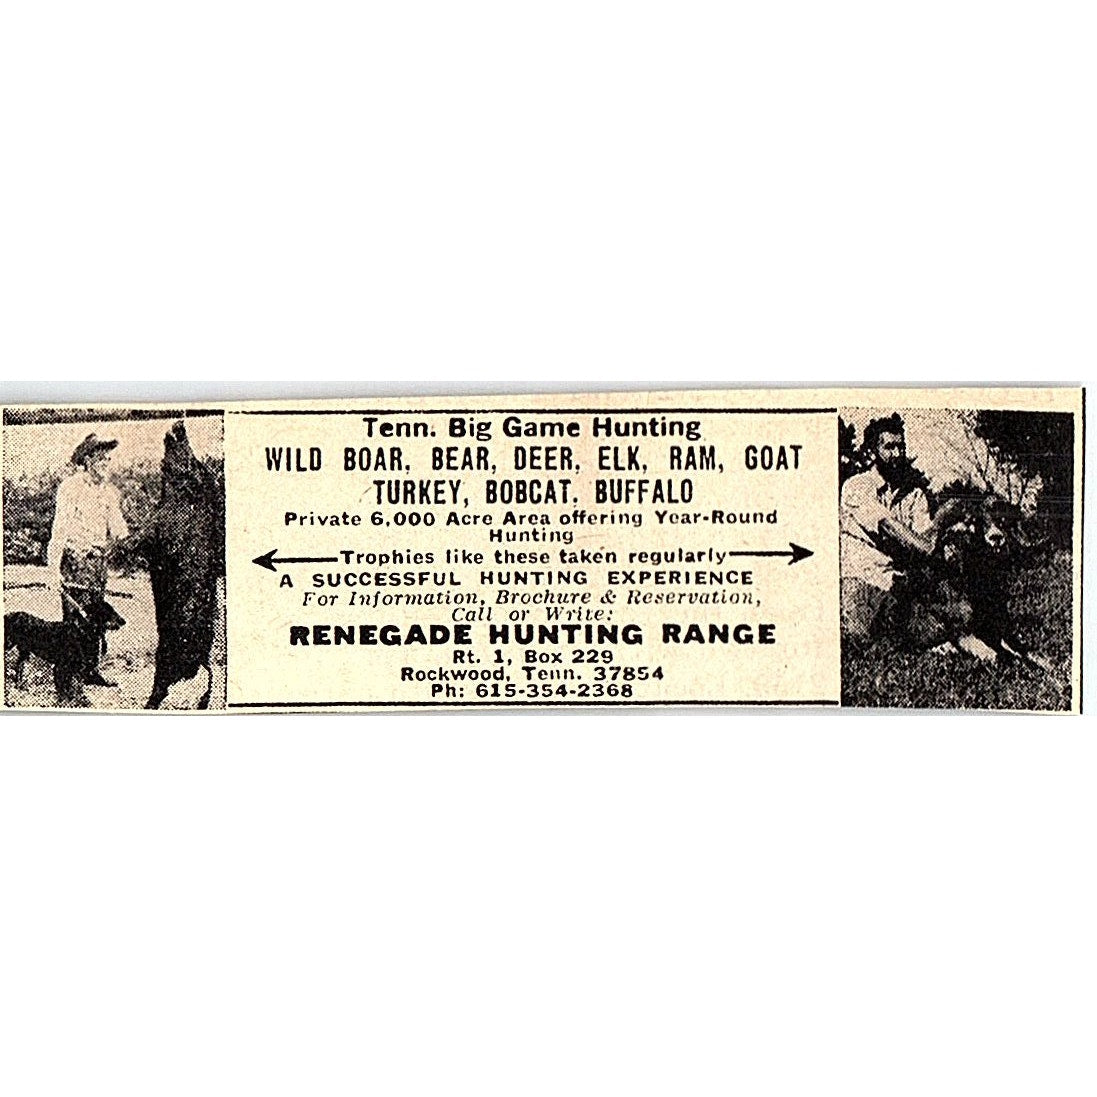 Tenn. Big Game Hunting
WILD BOAR, BEAR, DEER, ELK, RAM, GOAT
TURKEY, BOBCAT, BUFFALO
Private 6,000 Acre Area offering Year-Round
Hunting
Trophies like these taken regularly
A SUCCESSFUL HUNTING EXPERIENCE
For Information, Brochure & Reservation,
Call or Write:
RENEGADE HUNTING RANGE
Rt. 1, Box 229
Rockwood, Tenn. 37854
Ph: 615-354-2368